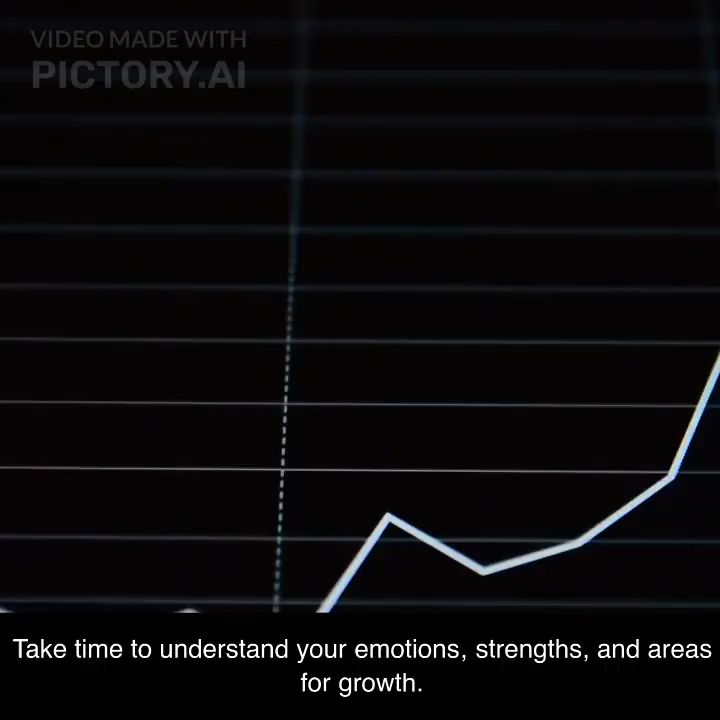 VIDEO MADE WITH
PICTORY.AI
Take time to understand your emotions, strengths, and areas
for growth.